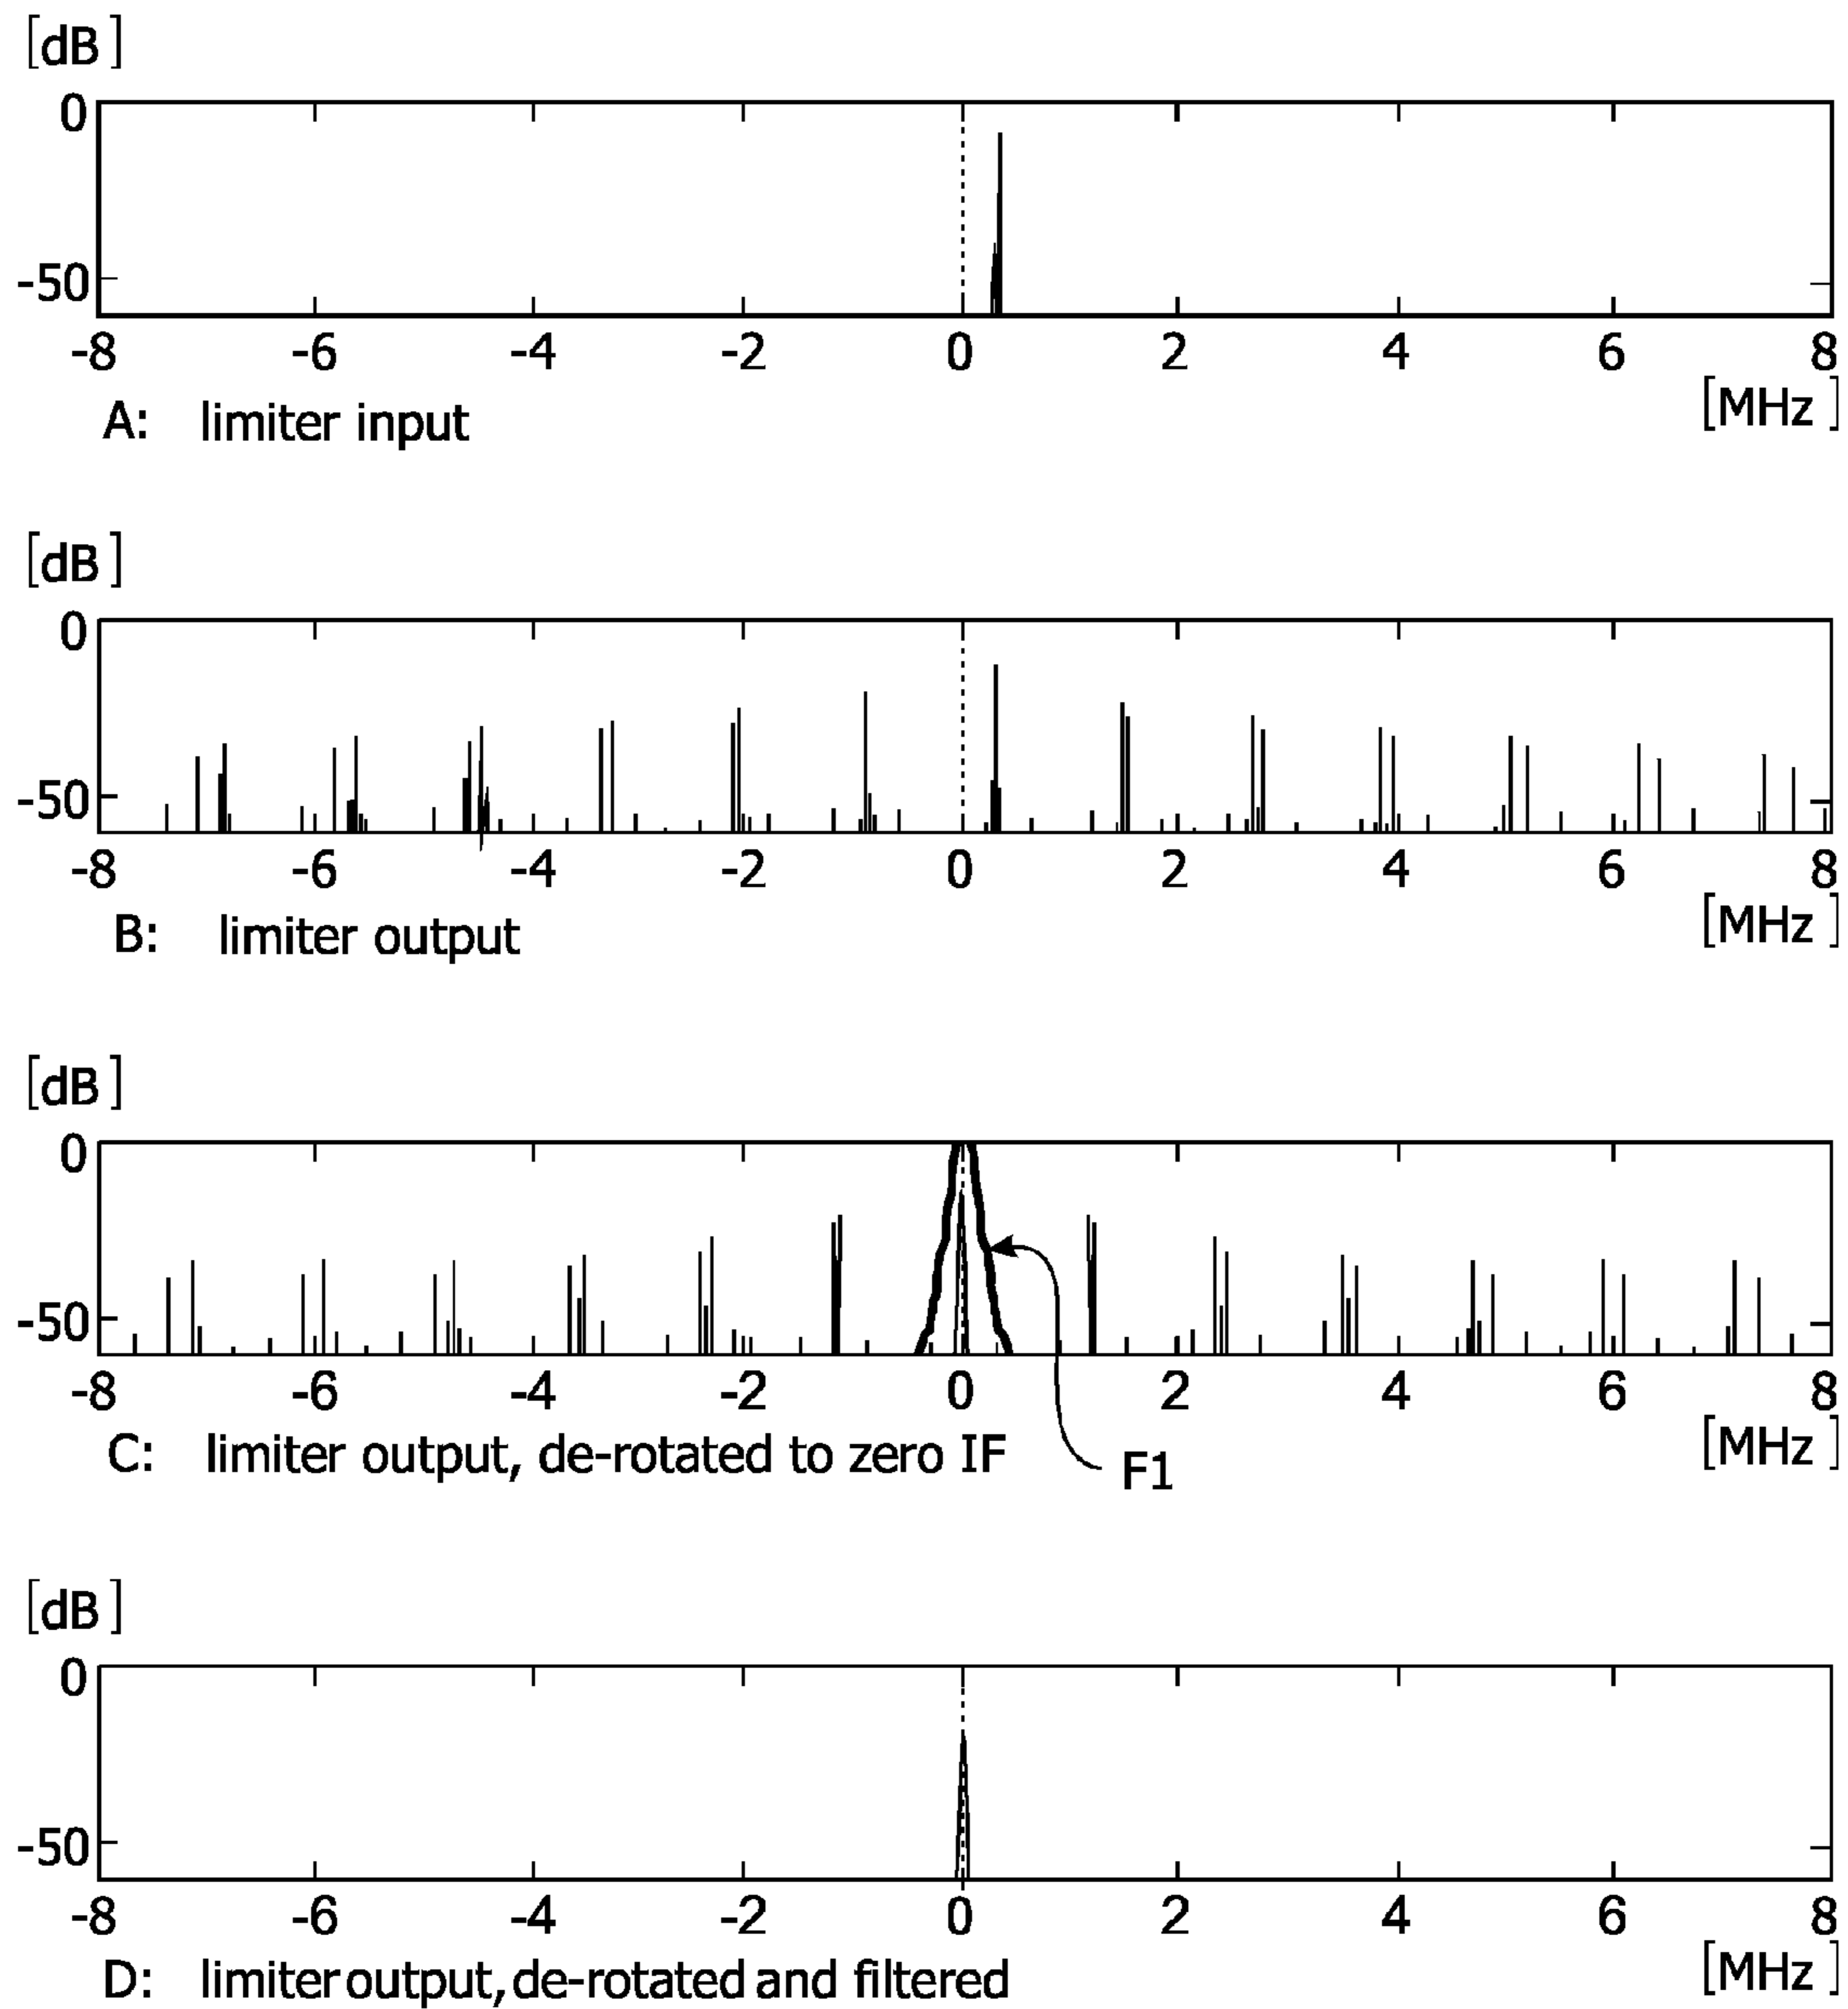 [dB]
0
-50
-8 -6 -4 -2 0 2 4 6 8
A: limiter input [MHz]
[dB]
0
-50
-8 -6 -4 -2 0 2 4 6 8
B: limiter output [MHz]
[dB]
0
-50
-8 -6 -4 -2 0 2 4 6 8
C: limiter output, de-rotated to zero IF [MHz]
F1
[dB]
0
-50
-8 -6 -4 -2 0 2 4 6 8
D: limiter output, de-rotated and filtered [MHz]